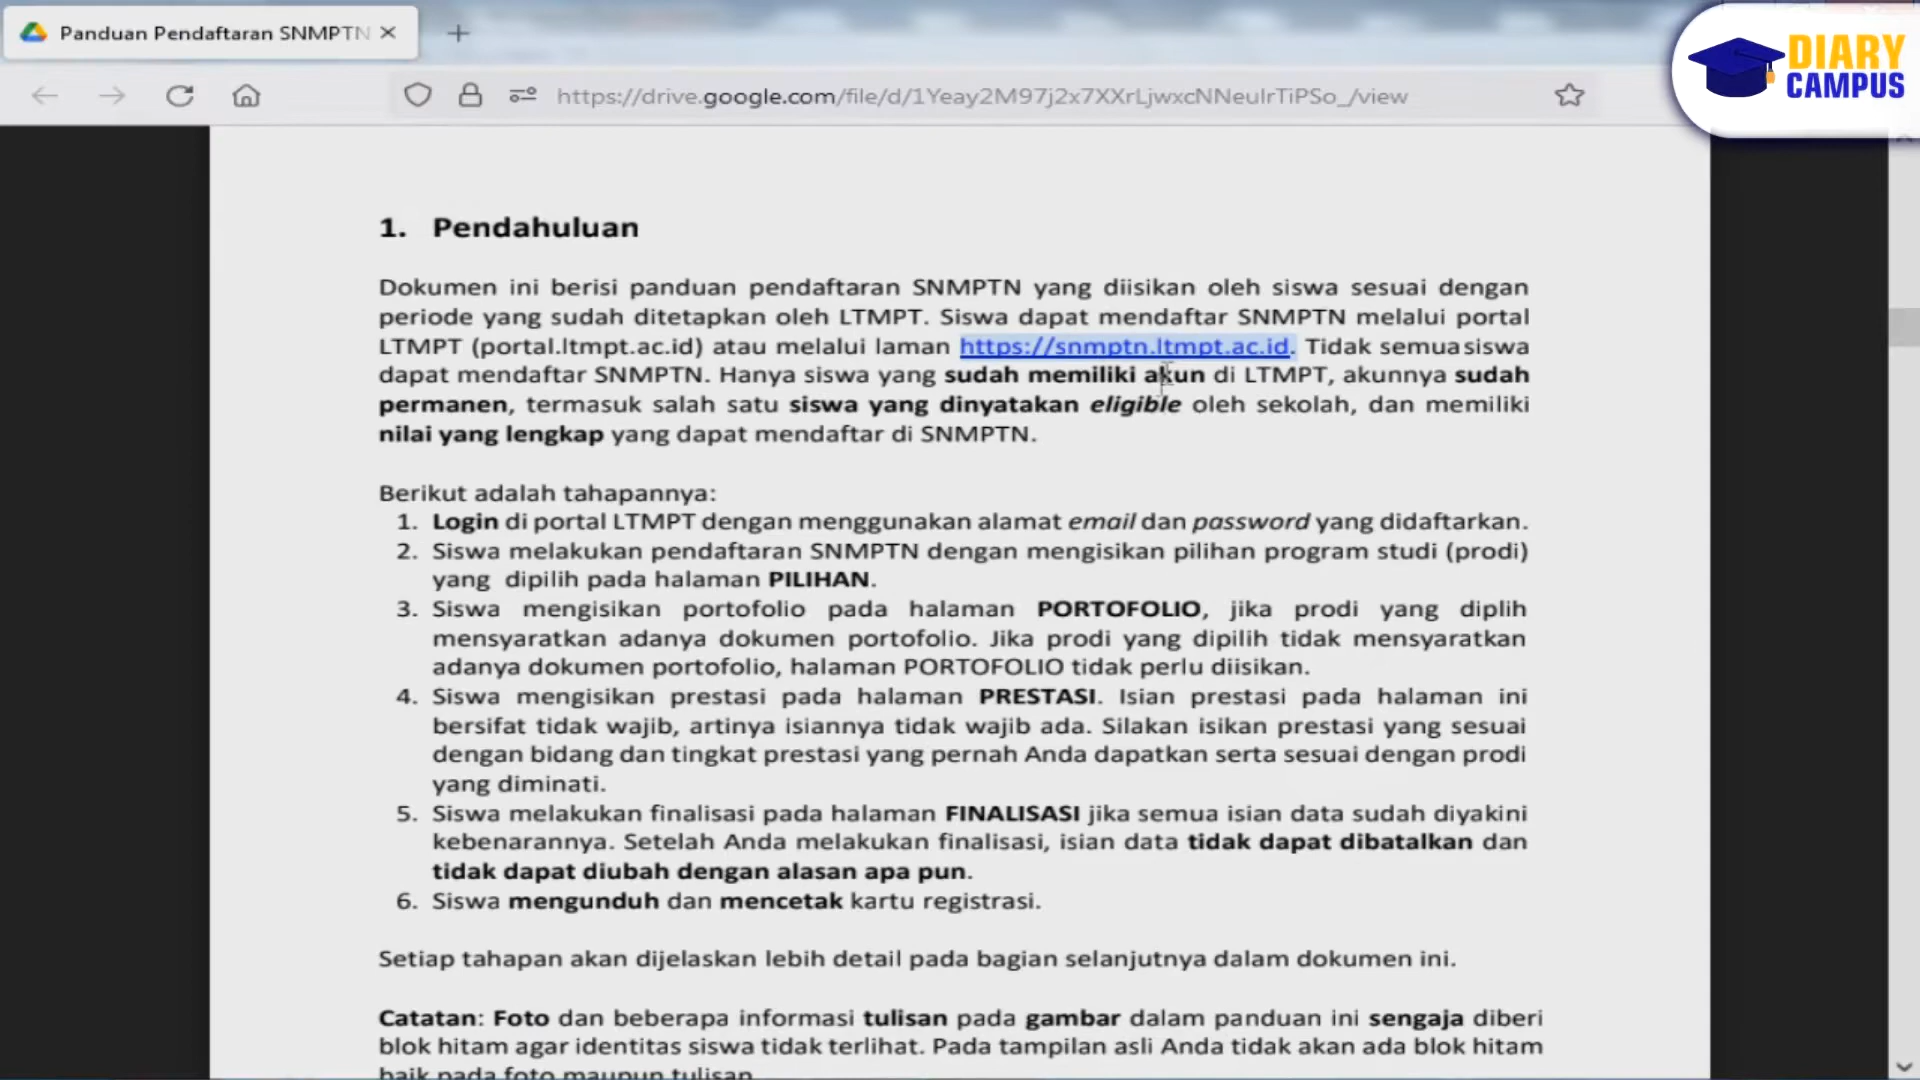 Panduan Pendaftaran SNMPTN
DIARY
CAMPUS
https://drive.google.com/file/d/1Yeay2M97j2x7XXrLjwxcNNeulrTiPSo_/view
1. Pendahuluan
Dokumen ini berisi panduan pendaftaran SNMPTN yang diisikan oleh siswa sesuai dengan
periode yang sudah ditetapkan oleh LTMPT. Siswa dapat mendaftar SNMPTN melalui portal
LTMPT (portal.ltmpt.ac.id) atau melalui laman https://snmptn.ltmpt.ac.id. Tidak semuasiswa
dapat mendaftar SNMPTN. Hanya siswa yang sudah memiliki akun di LTMPT, akunnya sudah
permanen, termasuk salah satu siswa yang dinyatakan eligible oleh sekolah, dan memiliki
nilai yang lengkap yang dapat mendaftar di SNMPTN.
Berikut adalah tahapannya:
1. Login di portal LTMPT dengan menggunakan alamat email dan password yang didaftarkan.
2. Siswa melakukan pendaftaran SNMPTN dengan mengisikan pilihan program studi (prodi)
yang dipilih pada halaman PILIHAN.
3. Siswa mengisikan portofolio pada halaman PORTOFOLIO, jika prodi yang diplih
mensyaratkan adanya dokumen portofolio. Jika prodi yang dipilih tidak mensyaratkan
adanya dokumen portofolio, halaman PORTOFOLIO tidak perlu diisikan.
4. Siswa mengisikan prestasi pada halaman PRESTASI. Isian prestasi pada halaman ini
bersifat tidak wajib, artinya isiannya tidak wajib ada. Silakan isikan prestasi yang sesuai
dengan bidang dan tingkat prestasi yang pernah Anda dapatkan serta sesuai dengan prodi
yang diminati.
5. Siswa melakukan finalisasi pada halaman FINALISASI jika semua isian data sudah diyakini
kebenarannya. Setelah Anda melakukan finalisasi, isian data tidak dapat dibatalkan dan
tidak dapat diubah dengan alasan apa pun.
6. Siswa mengunduh dan mencetak kartu registrasi.
Setiap tahapan akan dijelaskan lebih detail pada bagian selanjutnya dalam dokumen ini.
Catatan: Foto dan beberapa informasi tulisan pada gambar dalam panduan ini sengaja diberi
blok hitam agar identitas siswa tidak terlihat. Pada tampilan asli Anda tidak akan ada blok hitam
baik pada foto maupun tulisan.